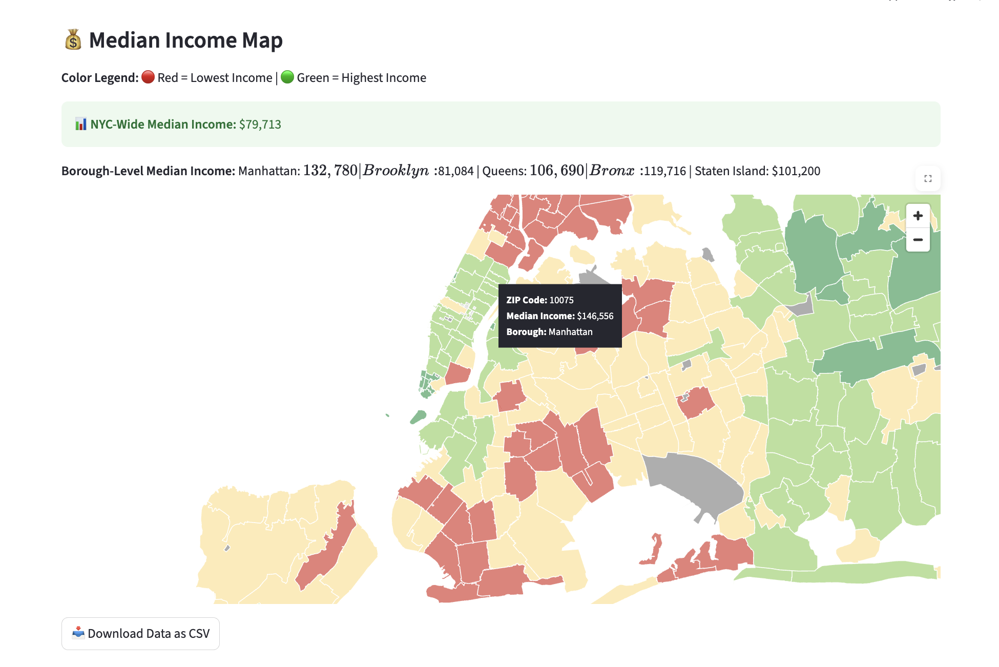 💰 Median Income Map
Color Legend: 🔴 Red = Lowest Income | 🟢 Green = Highest Income
📊 NYC-Wide Median Income: $79,713
Borough-Level Median Income: Manhattan: 132,780|Brooklyn :81,084 | Queens: 106,690|Bronx :119,716 | Staten Island: $101,200
+
−
ZIP Code: 10075
Median Income: $146,556
Borough: Manhattan
📥 Download Data as CSV